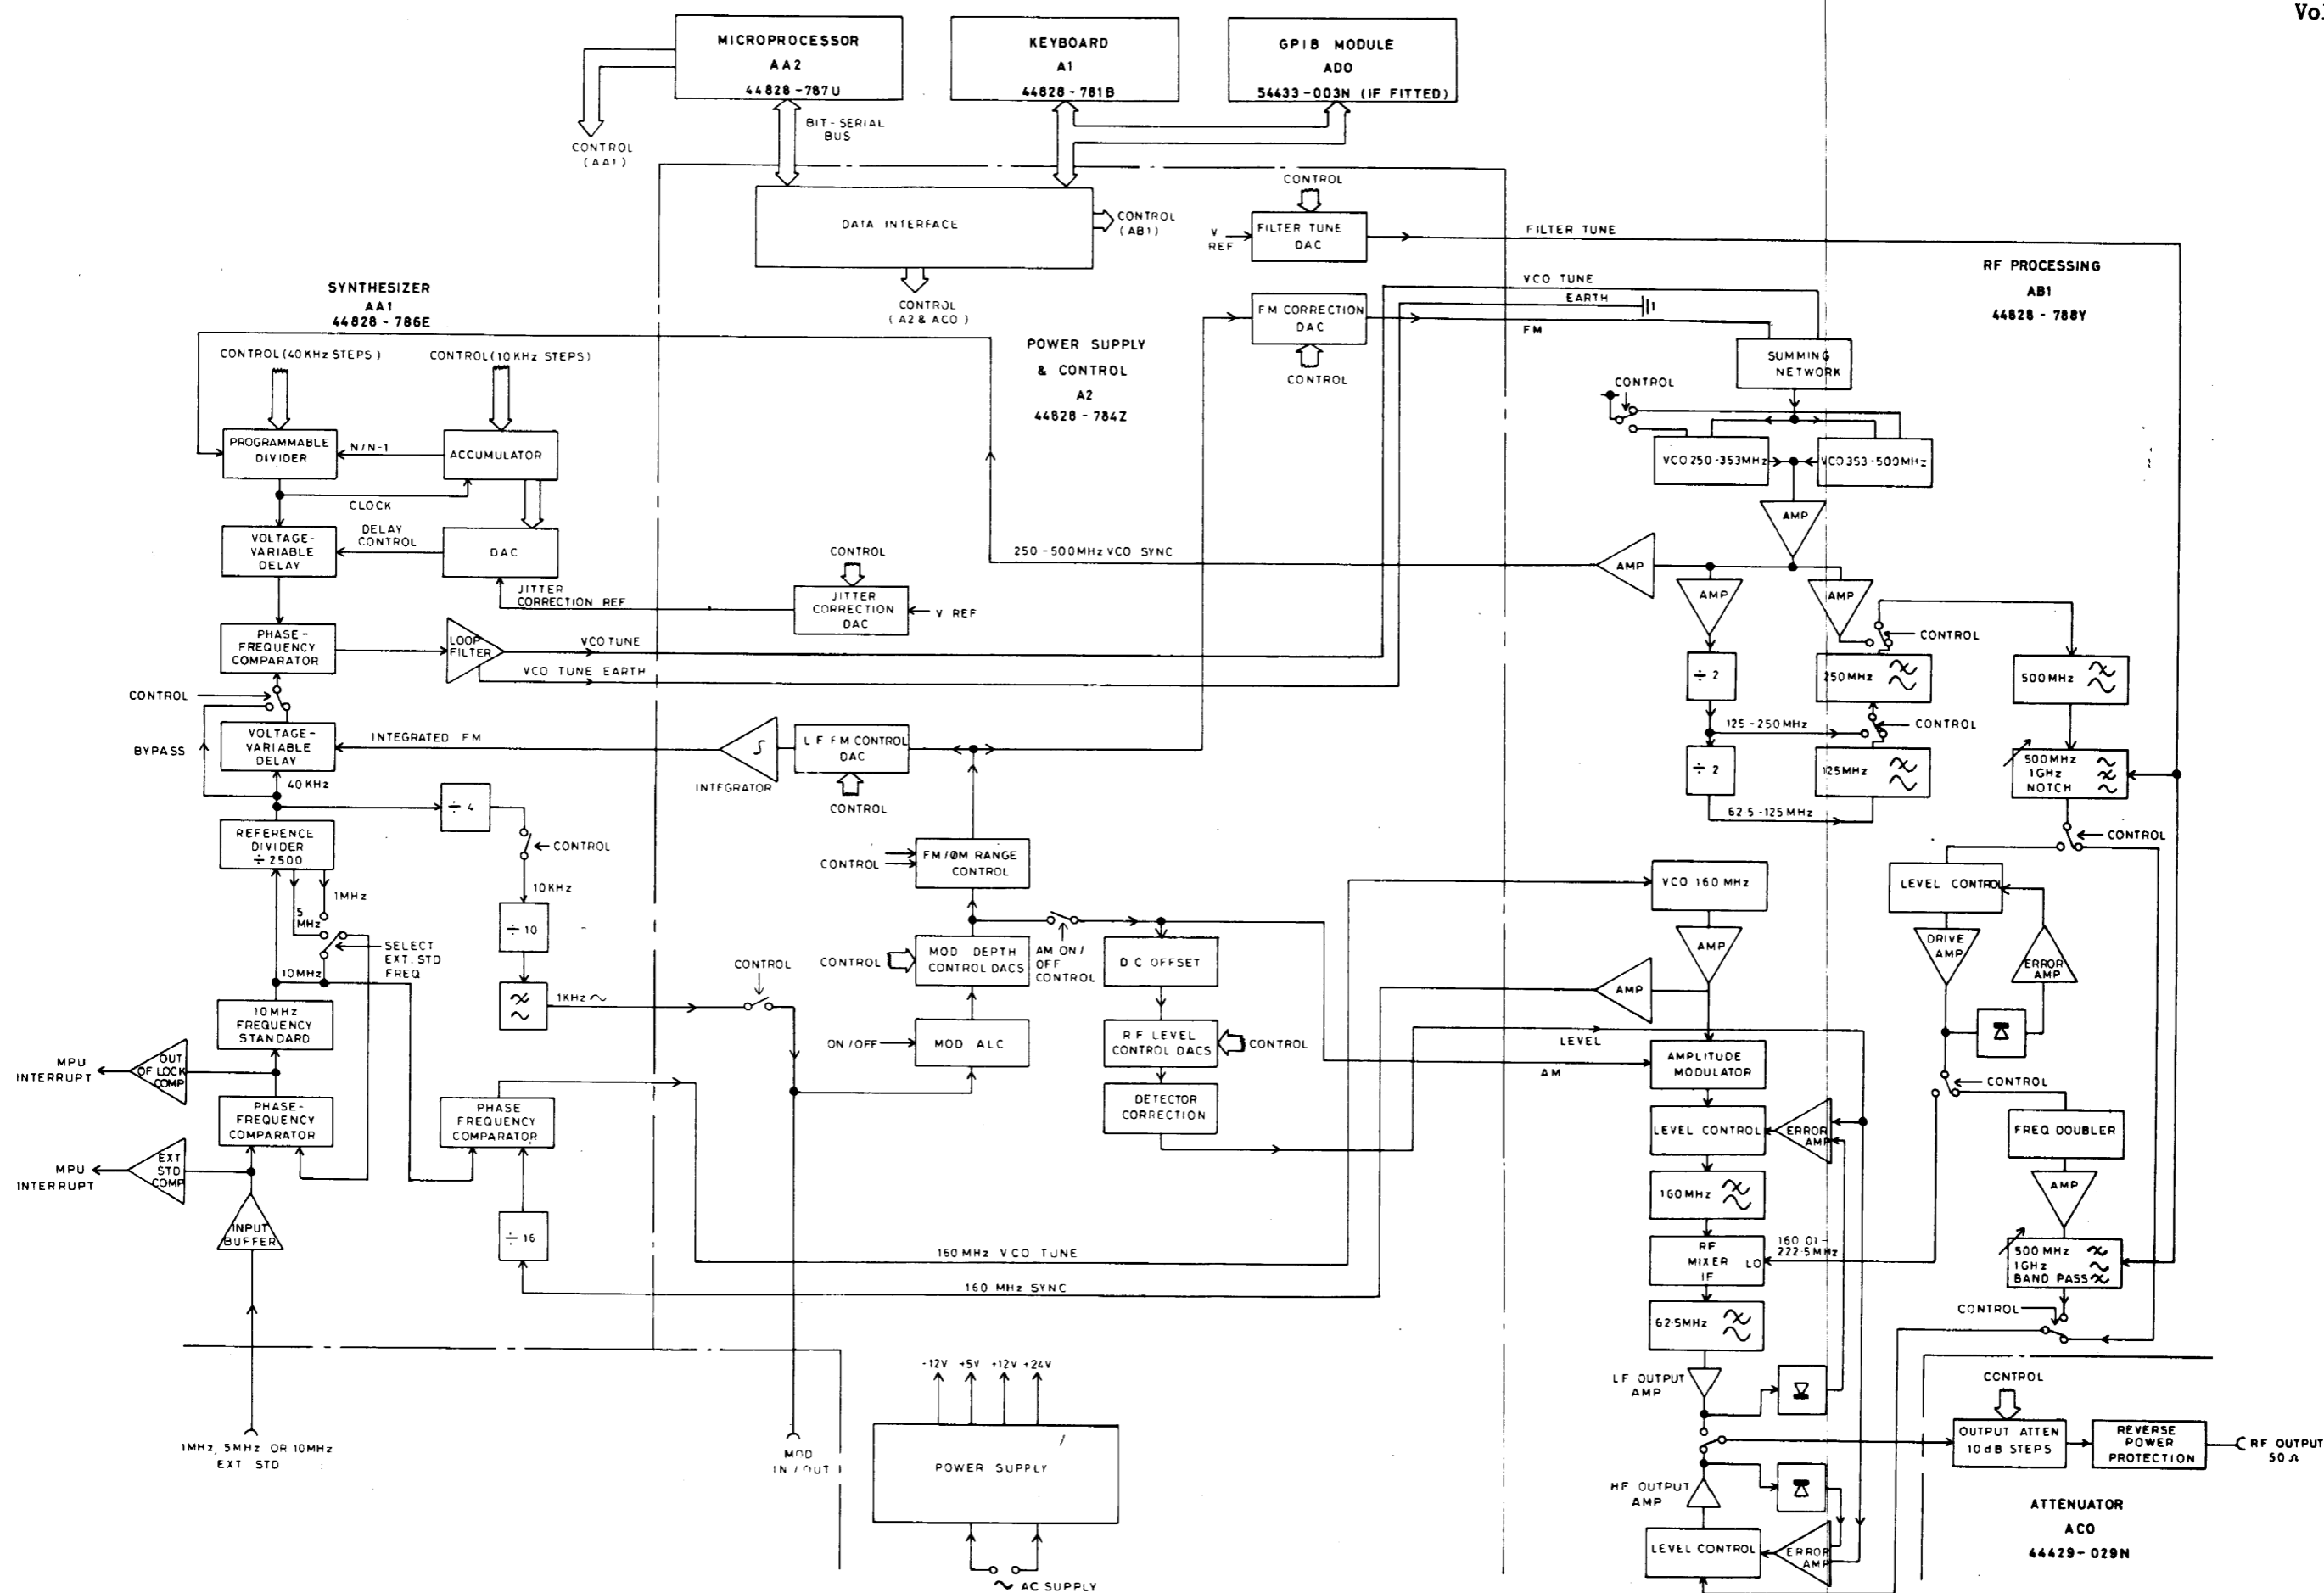 Vo
MICROPROCESSOR
AA2
44828-787U
KEYBOARD
A1
44828-781B
GPIB MODULE
AD0
54433-003N (IF FITTED)
CONTROL
(AA1)
BIT-SERIAL
BUS
DATA INTERFACE
CONTROL
(AB1)
CONTROL
(A2 & AC0)
CONTROL
V
REF
FILTER TUNE
DAC
FILTER TUNE
SYNTHESIZER
AA1
44828-786E
RF PROCESSING
AB1
44828-788Y
VCO TUNE
EARTH
FM
FM CORRECTION
DAC
CONTROL
POWER SUPPLY
& CONTROL
A2
44828-784Z
SUMMING
NETWORK
CONTROL
VCO 250-353MHz
VCO 353-500MHz
AMP
CONTROL (40KHz STEPS)
CONTROL (10KHz STEPS)
PROGRAMMABLE
DIVIDER
N/N-1
ACCUMULATOR
CLOCK
VOLTAGE-
VARIABLE
DELAY
DELAY
CONTROL
DAC
JITTER
CORRECTION REF
CONTROL
JITTER
CORRECTION
DAC
V REF
250-500MHz VCO SYNC
AMP
AMP
AMP
CONTROL
PHASE-
FREQUENCY
COMPARATOR
LOOP
FILTER
VCO TUNE
VCO TUNE EARTH
÷ 2
250MHz
500MHz
CONTROL
BYPASS
VOLTAGE-
VARIABLE
DELAY
INTEGRATED FM
∫
INTEGRATOR
LF FM CONTROL
DAC
CONTROL
125-250MHz
CONTROL
÷ 2
125MHz
62.5-125MHz
500MHz
1GHz
NOTCH
CONTROL
40KHz
÷ 4
REFERENCE
DIVIDER
÷ 2500
CONTROL
10KHz
5
MHz
1MHz
÷ 10
SELECT
EXT. STD
FREQ
10MHz
1KHz ~
CONTROL
FM/ØM RANGE
CONTROL
CONTROL
MOD DEPTH
CONTROL DACS
CONTROL
AM ON/
OFF
CONTROL
DC OFFSET
VCO 160MHz
AMP
AMP
LEVEL CONTROL
DRIVE
AMP
ERROR
AMP
10MHz
FREQUENCY
STANDARD
MPU
INTERRUPT
OUT
OF LOCK
COMP
ON/OFF
MOD ALC
RF LEVEL
CONTROL DACS
CONTROL
LEVEL
AM
AMPLITUDE
MODULATOR
CONTROL
PHASE-
FREQUENCY
COMPARATOR
PHASE
FREQUENCY
COMPARATOR
DETECTOR
CORRECTION
LEVEL CONTROL
ERROR
AMP
FREQ DOUBLER
AMP
MPU
INTERRUPT
EXT
STD
COMP
INPUT
BUFFER
÷ 16
160MHz
RF
MIXER
IF
LO
160.01-
222.5MHz
500MHz
1GHz
BAND PASS
160MHz VCO TUNE
160 MHz SYNC
62.5MHz
CONTROL
LF OUTPUT
AMP
-12V +5V +12V +24V
POWER SUPPLY
AC SUPPLY
1MHz, 5MHz OR 10MHz
EXT STD
MOD
IN / OUT
CONTROL
OUTPUT ATTEN
10dB STEPS
REVERSE
POWER
PROTECTION
RF OUTPUT
50Ω
HF OUTPUT
AMP
LEVEL CONTROL
ERROR
AMP
ATTENUATOR
AC0
44429-029N